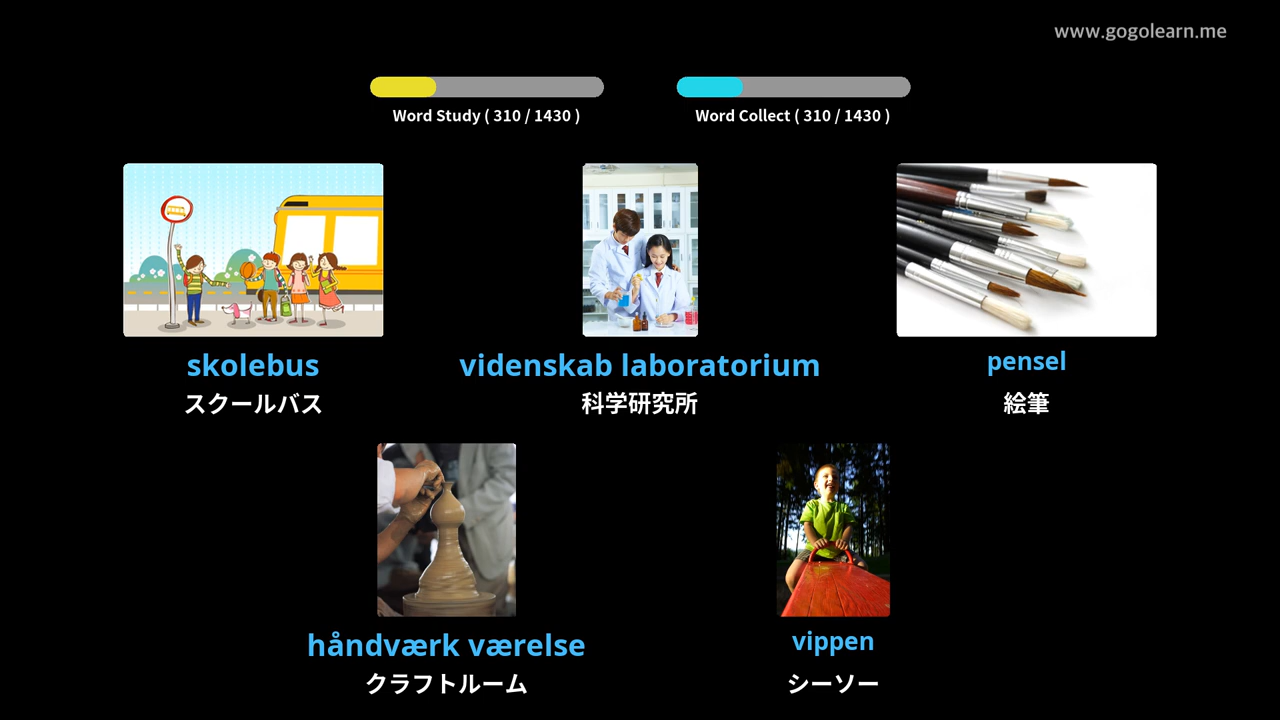 www.gogolearn.me
Word Study ( 310 / 1430 )
Word Collect ( 310 / 1430 )
skolebus
スクールバス
videnskab laboratorium
科学研究所
pensel
絵筆
håndværk værelse
クラフトルーム
vippen
シーソー